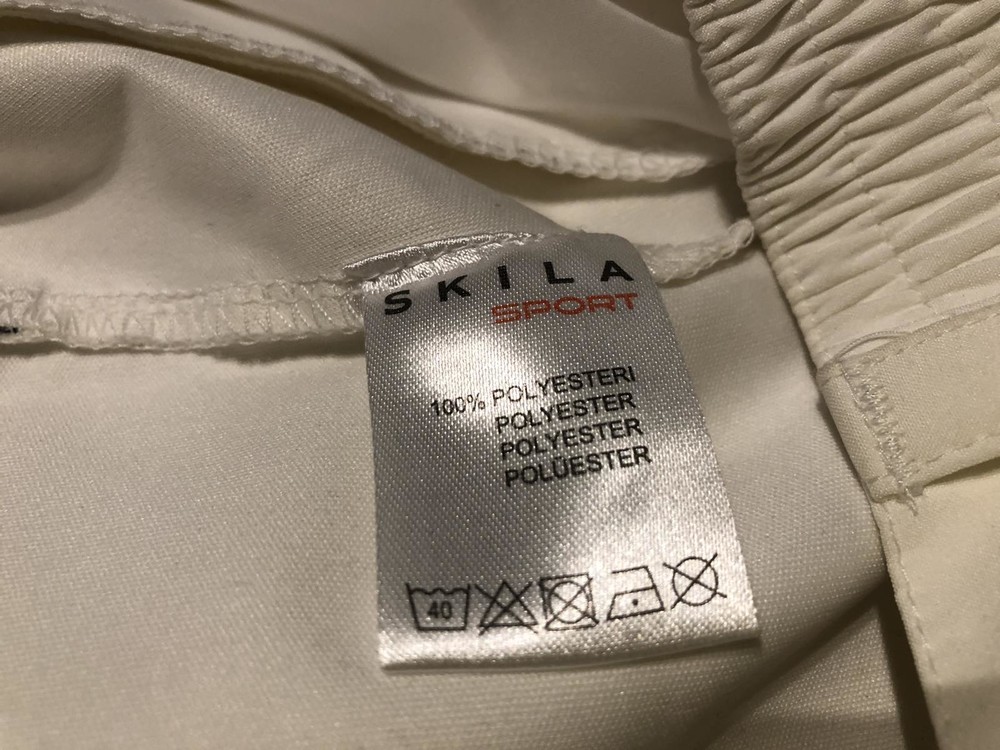 SKILA
SPORT
100% POLYESTERI
POLYESTER
POLYESTER
POLÜESTER
40